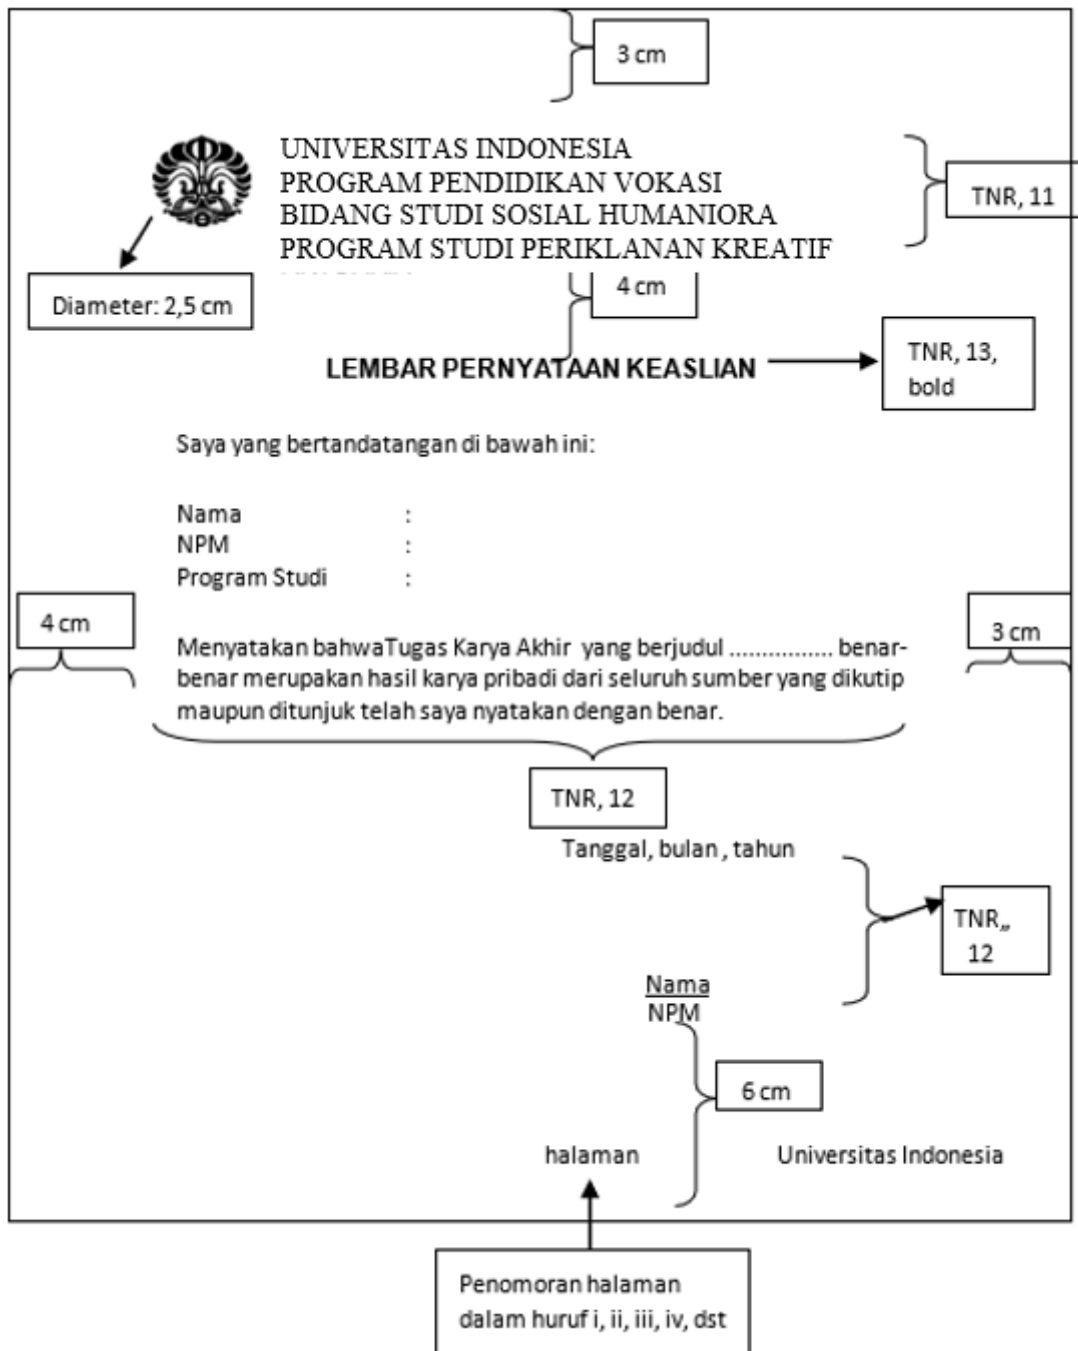 3 cm
UNIVERSITAS INDONESIA
PROGRAM PENDIDIKAN VOKASI
BIDANG STUDI SOSIAL HUMANIORA
PROGRAM STUDI PERIKLANAN KREATIF
TNR, 11
Diameter: 2,5 cm
4 cm
LEMBAR PERNYATAAN KEASLIAN
TNR, 13,
bold
Saya yang bertandatangan di bawah ini:
Nama :
NPM :
Program Studi :
4 cm
3 cm
Menyatakan bahwaTugas Karya Akhir yang berjudul ................ benar-
benar merupakan hasil karya pribadi dari seluruh sumber yang dikutip
maupun ditunjuk telah saya nyatakan dengan benar.
TNR, 12
Tanggal, bulan , tahun
TNR,,
12
Nama
NPM
6 cm
halaman Universitas Indonesia
Penomoran halaman
dalam huruf i, ii, iii, iv, dst